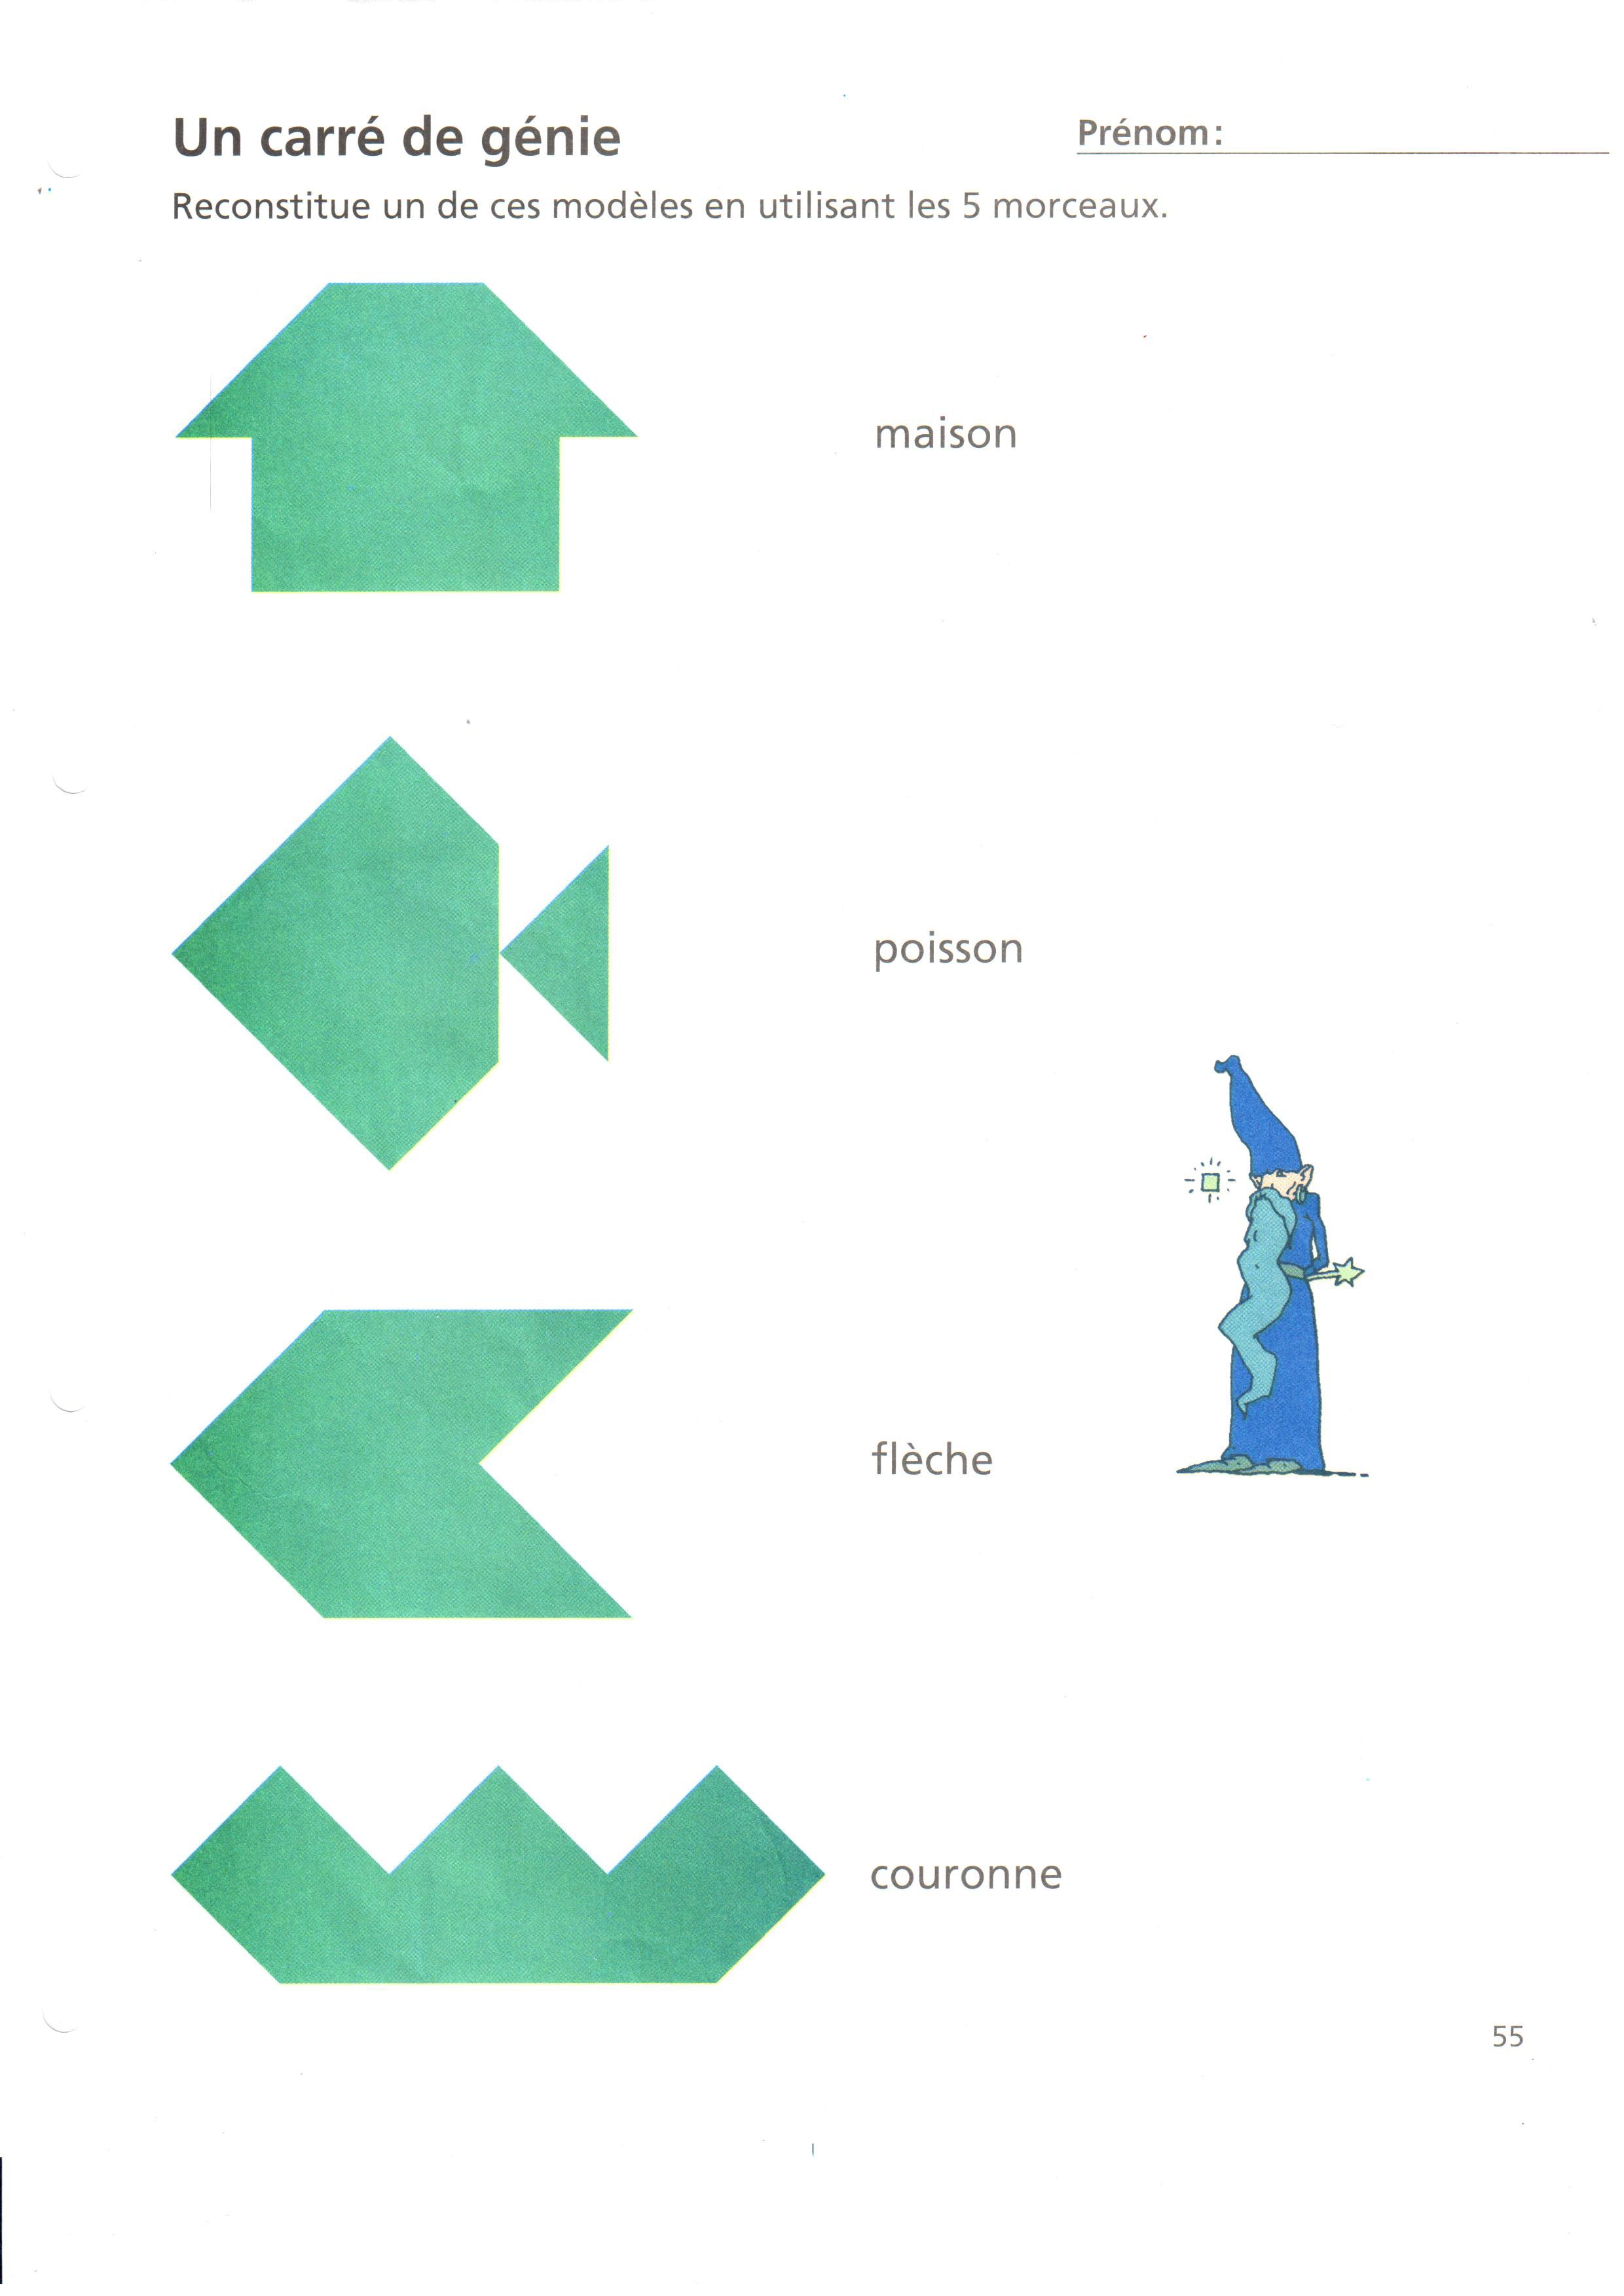 Un carré de génie
Prénom:
Reconstitue un de ces modèles en utilisant les 5 morceaux.
maison
poisson
flèche
couronne
55